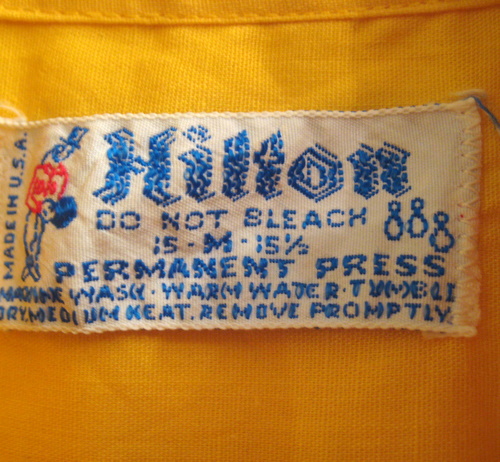 MADE IN U.S.A.
Hilton
DO NOT BLEACH
15 - M - 15½
PERMANENT PRESS
MACHINE WASH · WARM WATER · TUMBLE
DRY, MEDIUM HEAT. REMOVE PROMPTLY